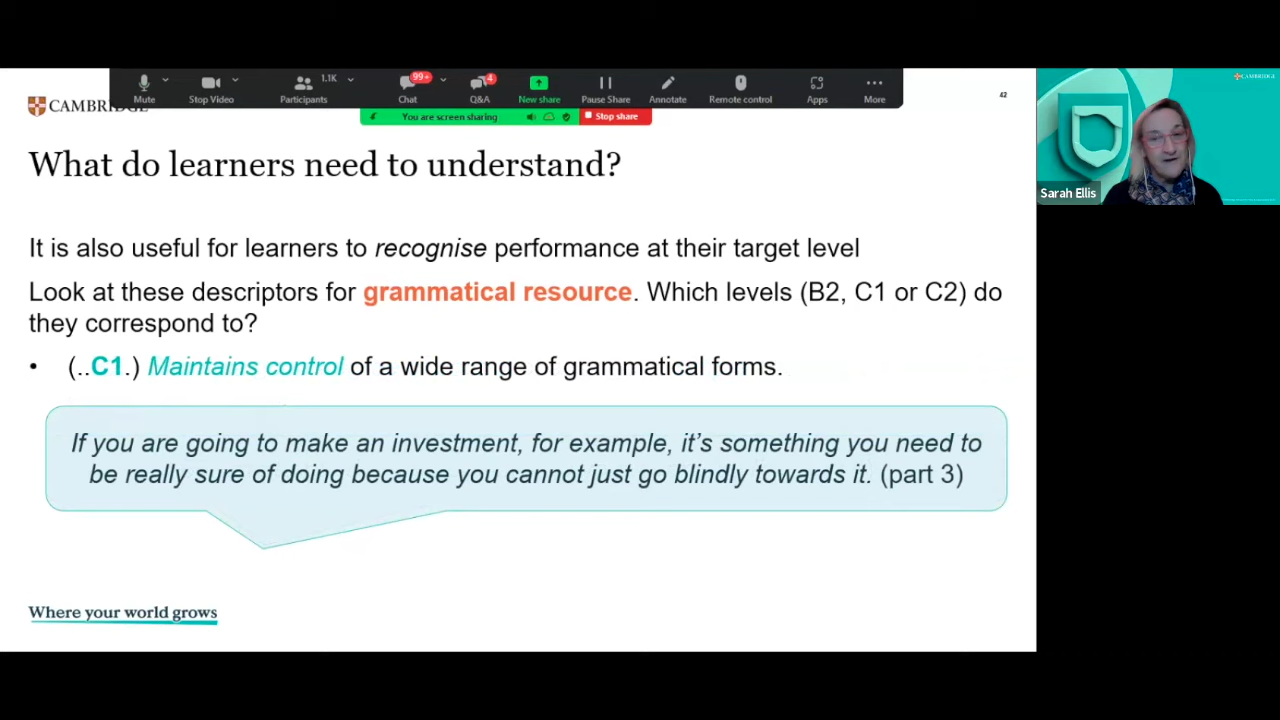 99+
4
1.1K
Mute
Stop Video
Participants
Chat
Q&A
New share
Pause Share
Annotate
Remote control
Apps
More
You are screen sharing
Stop share
CAMBRIDGE
42
CAMBRIDGE
Sarah Ellis
What do learners need to understand?
It is also useful for learners to recognise performance at their target level
Look at these descriptors for grammatical resource. Which levels (B2, C1 or C2) do
they correspond to?
• (..C1.) Maintains control of a wide range of grammatical forms.
If you are going to make an investment, for example, it's something you need to
be really sure of doing because you cannot just go blindly towards it. (part 3)
Where your world grows